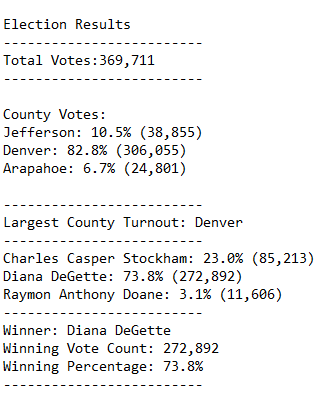 Election Results
-------------------------
Total Votes:369,711
-------------------------
County Votes:
Jefferson: 10.5% (38,855)
Denver: 82.8% (306,055)
Arapahoe: 6.7% (24,801)
-------------------------
Largest County Turnout: Denver
-------------------------
Charles Casper Stockham: 23.0% (85,213)
Diana DeGette: 73.8% (272,892)
Raymon Anthony Doane: 3.1% (11,606)
-------------------------
Winner: Diana DeGette
Winning Vote Count: 272,892
Winning Percentage: 73.8%
-------------------------